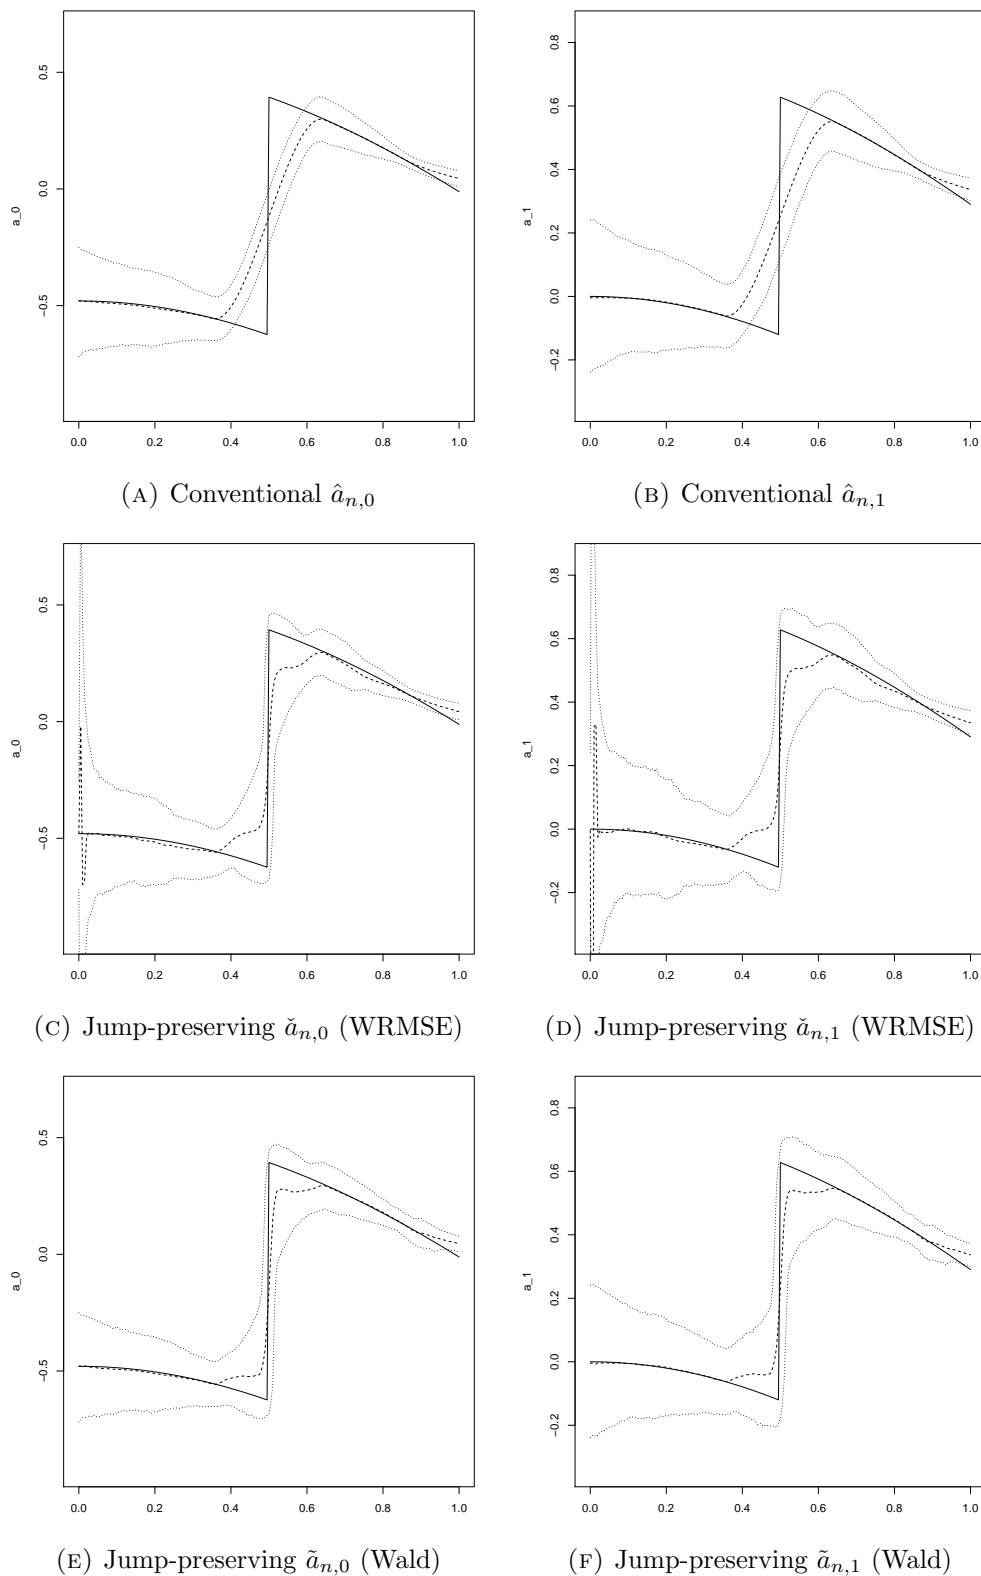 0.5
0.0
−0.5
a_0
0.0 0.2 0.4 0.6 0.8 1.0
(A) Conventional â_{n,0}
0.8
0.6
0.4
0.2
0.0
−0.2
a_1
0.0 0.2 0.4 0.6 0.8 1.0
(B) Conventional â_{n,1}
0.5
0.0
−0.5
a_0
0.0 0.2 0.4 0.6 0.8 1.0
(C) Jump-preserving ǎ_{n,0} (WRMSE)
0.8
0.6
0.4
0.2
0.0
−0.2
a_1
0.0 0.2 0.4 0.6 0.8 1.0
(D) Jump-preserving ǎ_{n,1} (WRMSE)
0.5
0.0
−0.5
a_0
0.0 0.2 0.4 0.6 0.8 1.0
(E) Jump-preserving ã_{n,0} (Wald)
0.8
0.6
0.4
0.2
0.0
−0.2
a_1
0.0 0.2 0.4 0.6 0.8 1.0
(F) Jump-preserving ã_{n,1} (Wald)